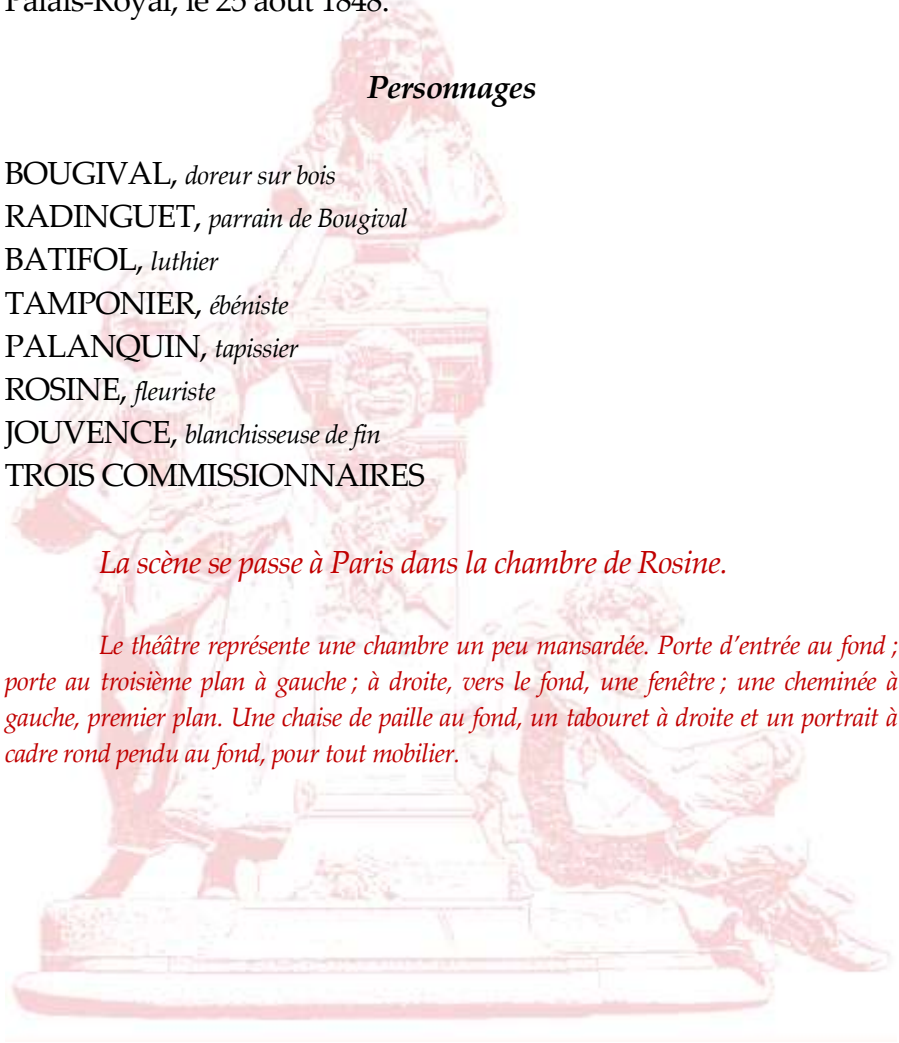 Palais-Royal, le 25 août 1848.
Personnages
BOUGIVAL, doreur sur bois
RADINGUET, parrain de Bougival
BATIFOL, luthier
TAMPONIER, ébéniste
PALANQUIN, tapissier
ROSINE, fleuriste
JOUVENCE, blanchisseuse de fin
TROIS COMMISSIONNAIRES
La scène se passe à Paris dans la chambre de Rosine.
Le théâtre représente une chambre un peu mansardée. Porte d’entrée au fond ;
porte au troisième plan à gauche ; à droite, vers le fond, une fenêtre ; une cheminée à
gauche, premier plan. Une chaise de paille au fond, un tabouret à droite et un portrait à
cadre rond pendu au fond, pour tout mobilier.